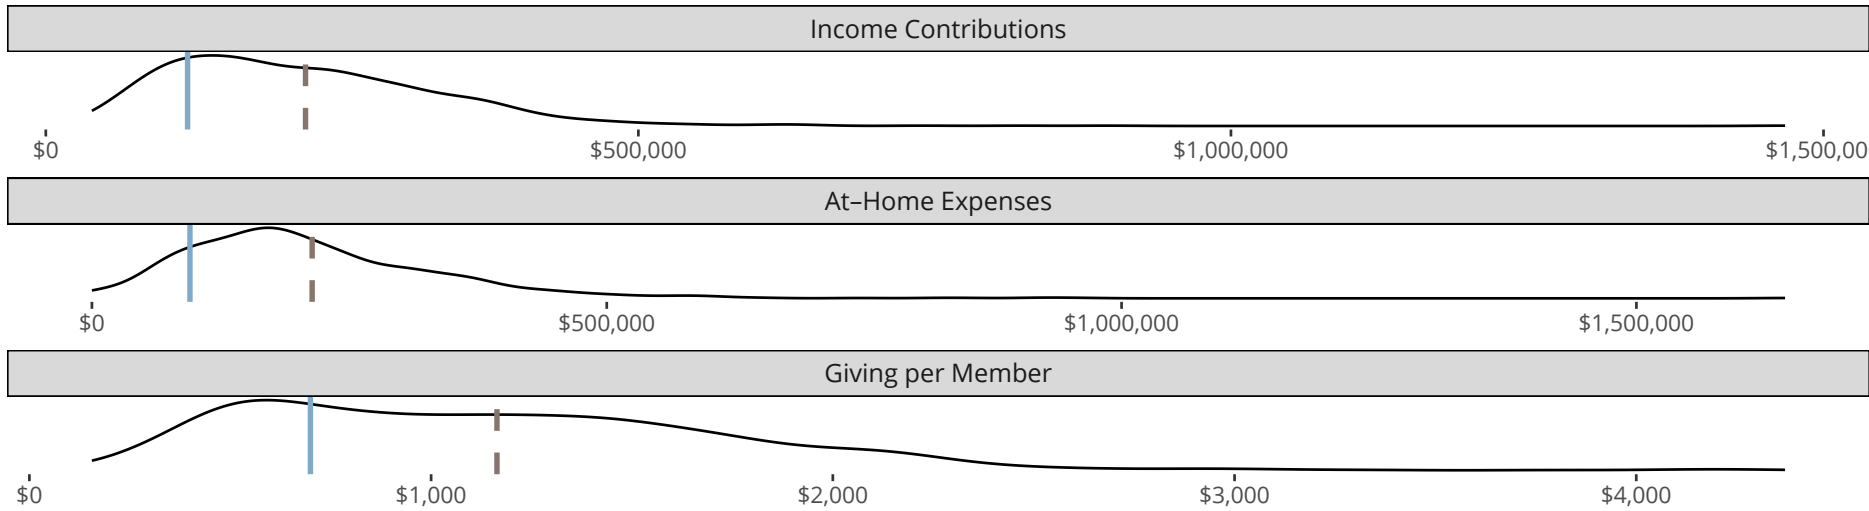 Income Contributions
$0 $500,000 $1,000,000 $1,500,00
At–Home Expenses
$0 $500,000 $1,000,000 $1,500,000
Giving per Member
$0 $1,000 $2,000 $3,000 $4,000